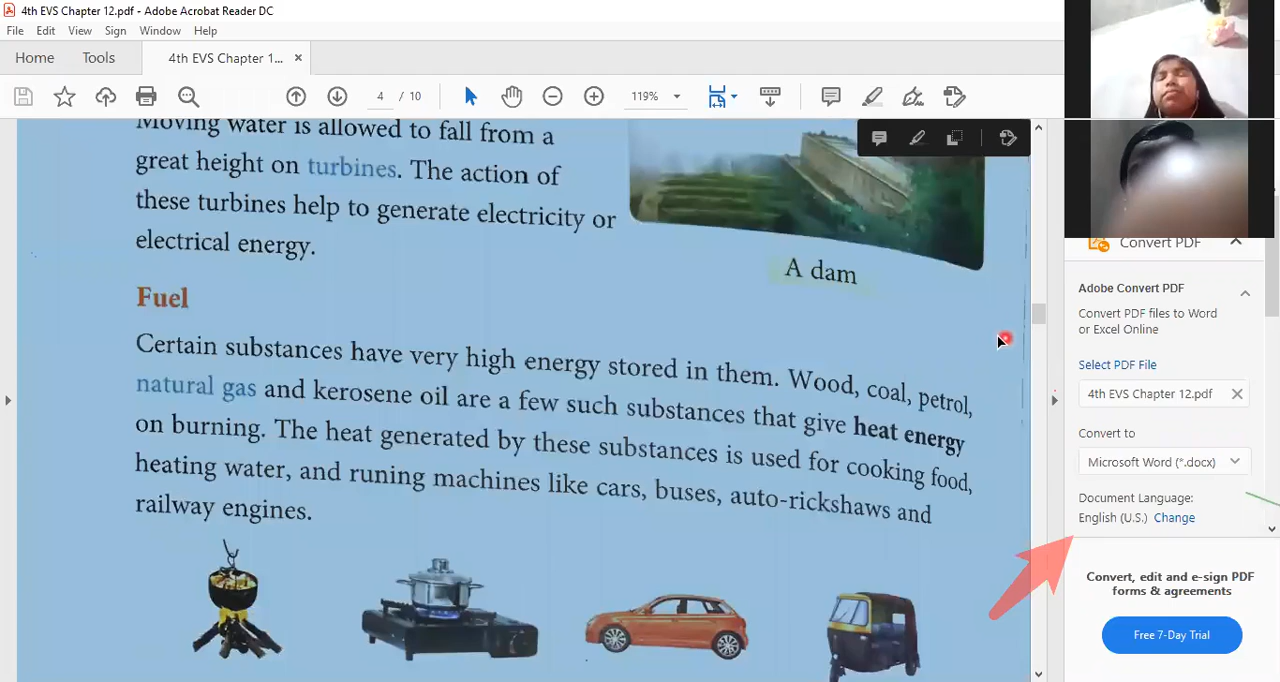 4th EVS Chapter 12.pdf - Adobe Acrobat Reader DC
File Edit View Sign Window Help
Home Tools 4th EVS Chapter 1... ×
4 / 10 119%
Moving water is allowed to fall from a
great height on turbines. The action of
these turbines help to generate electricity or
electrical energy.
A dam
Fuel
Certain substances have very high energy stored in them. Wood, coal, petrol,
natural gas and kerosene oil are a few such substances that give heat energy
on burning. The heat generated by these substances is used for cooking food,
heating water, and runing machines like cars, buses, auto-rickshaws and
railway engines.
Convert PDF
Adobe Convert PDF
Convert PDF files to Word
or Excel Online
Select PDF File
4th EVS Chapter 12.pdf
Convert to
Microsoft Word (*.docx)
Document Language:
English (U.S.) Change
Convert, edit and e-sign PDF
forms & agreements
Free 7-Day Trial